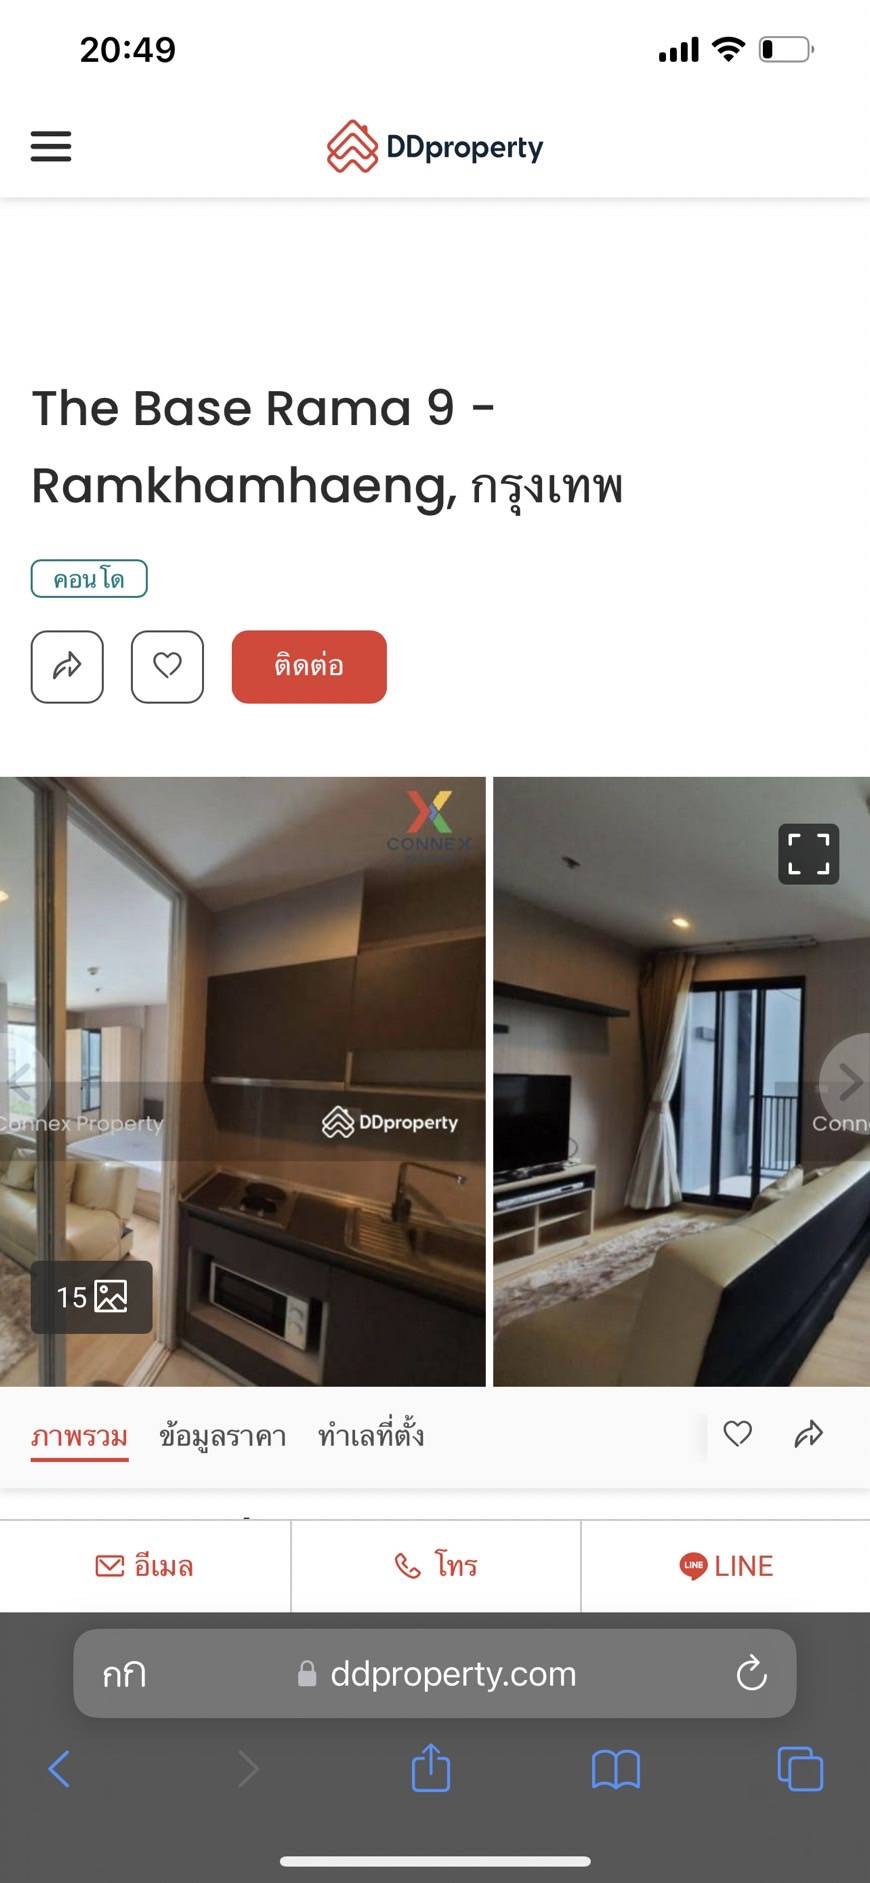 20:49
DDproperty
The Base Rama 9 -
Ramkhamhaeng, กรุงเทพ
คอนโด
ติดต่อ
CONNEX
Connex Property
DDproperty
Conn
15
ภาพรวม ข้อมูลราคา ทำเลที่ตั้ง
อีเมล โทร LINE LINE
กก ddproperty.com